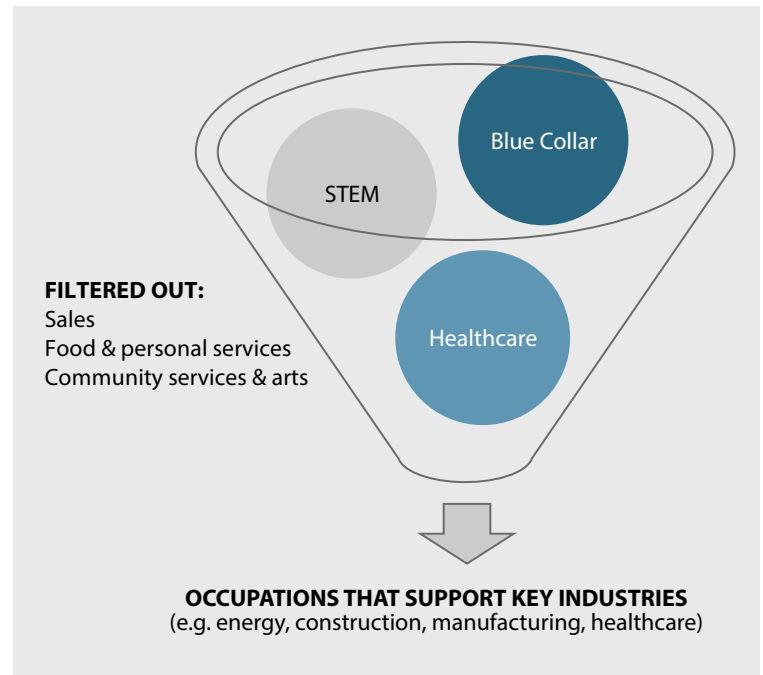 Blue Collar
STEM
Healthcare
FILTERED OUT:
Sales
Food & personal services
Community services & arts
OCCUPATIONS THAT SUPPORT KEY INDUSTRIES
(e.g. energy, construction, manufacturing, healthcare)